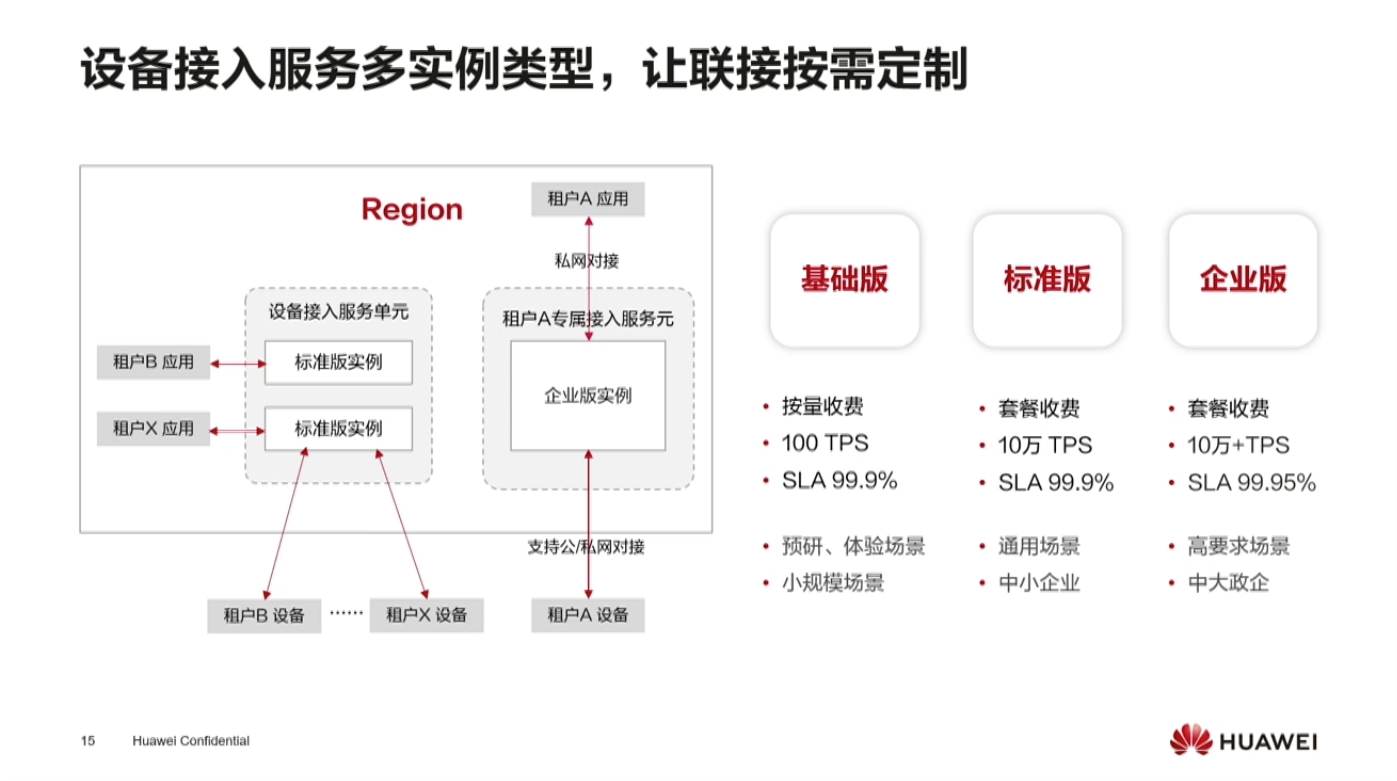 设备接入服务多实例类型，让联接按需定制
Region
租户A 应用
私网对接
设备接入服务单元
租户A专属接入服务元
租户B 应用
标准版实例
企业版实例
租户X 应用
标准版实例
支持公/私网对接
租户B 设备
······
租户X 设备
租户A 设备
基础版
• 按量收费
• 100 TPS
• SLA 99.9%
• 预研、体验场景
• 小规模场景
标准版
• 套餐收费
• 10万 TPS
• SLA 99.9%
• 通用场景
• 中小企业
企业版
• 套餐收费
• 10万+TPS
• SLA 99.95%
• 高要求场景
• 中大政企
15
Huawei Confidential
HUAWEI